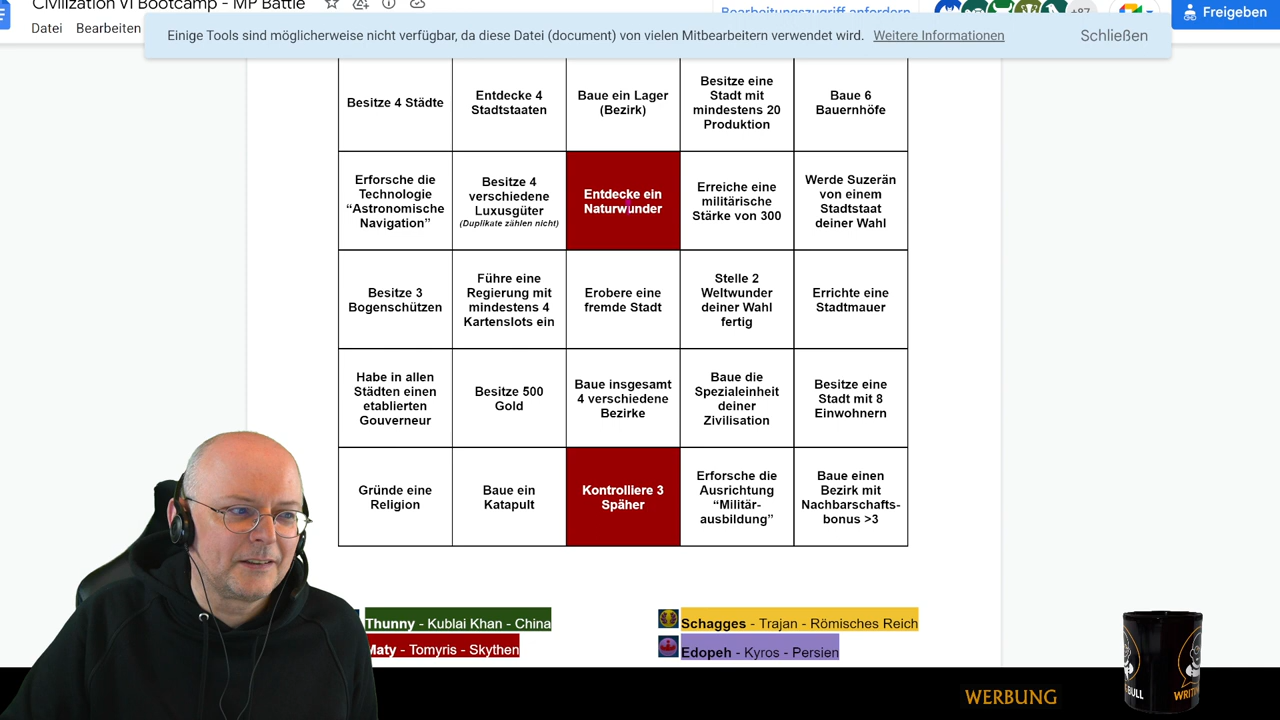 Civilization VI Bootcamp - MP Battle
Bearbeitungszugriff anfordern
+87
Freigeben
Datei Bearbeiten
Einige Tools sind möglicherweise nicht verfügbar, da diese Datei (document) von vielen Mitbearbeitern verwendet wird. Weitere Informationen Schließen
Besitze 4 Städte
Entdecke 4
Stadtstaaten
Baue ein Lager
(Bezirk)
Besitze eine
Stadt mit
mindestens 20
Produktion
Baue 6
Bauernhöfe
Erforsche die
Technologie
“Astronomische
Navigation”
Besitze 4
verschiedene
Luxusgüter
(Duplikate zählen nicht)
Entdecke ein
Naturwunder
Erreiche eine
militärische
Stärke von 300
Werde Suzerän
von einem
Stadtstaat
deiner Wahl
Besitze 3
Bogenschützen
Führe eine
Regierung mit
mindestens 4
Kartenslots ein
Erobere eine
fremde Stadt
Stelle 2
Weltwunder
deiner Wahl
fertig
Errichte eine
Stadtmauer
Habe in allen
Städten einen
etablierten
Gouverneur
Besitze 500
Gold
Baue insgesamt
4 verschiedene
Bezirke
Baue die
Spezialeinheit
deiner
Zivilisation
Besitze eine
Stadt mit 8
Einwohnern
Gründe eine
Religion
Baue ein
Katapult
Kontrolliere 3
Späher
Erforsche die
Ausrichtung
“Militär-
ausbildung”
Baue einen
Bezirk mit
Nachbarschafts-
bonus >3
Thunny - Kublai Khan - China
Schagges - Trajan - Römisches Reich
Maty - Tomyris - Skythen
Edopeh - Kyros - Persien
WERBUNG
BULL
WRITIN